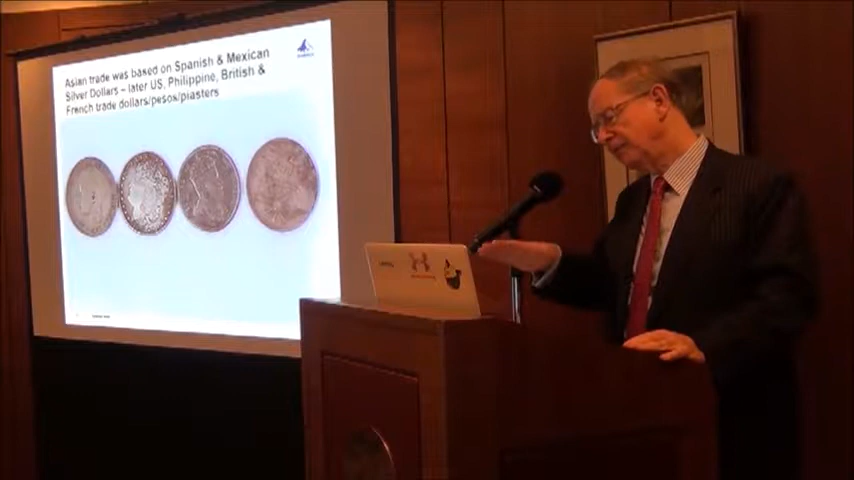 Asian trade was based on Spanish & Mexican
Silver Dollars – later US, Philippine, British &
French trade dollars/pesos/piasters